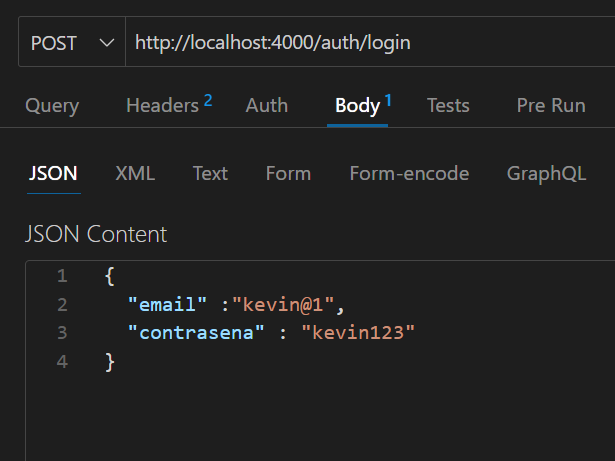 POST http://localhost:4000/auth/login
Query Headers 2 Auth Body 1 Tests Pre Run
JSON XML Text Form Form-encode GraphQL
JSON Content
1 {
2 "email" :"kevin@1",
3 "contrasena" : "kevin123"
4 }